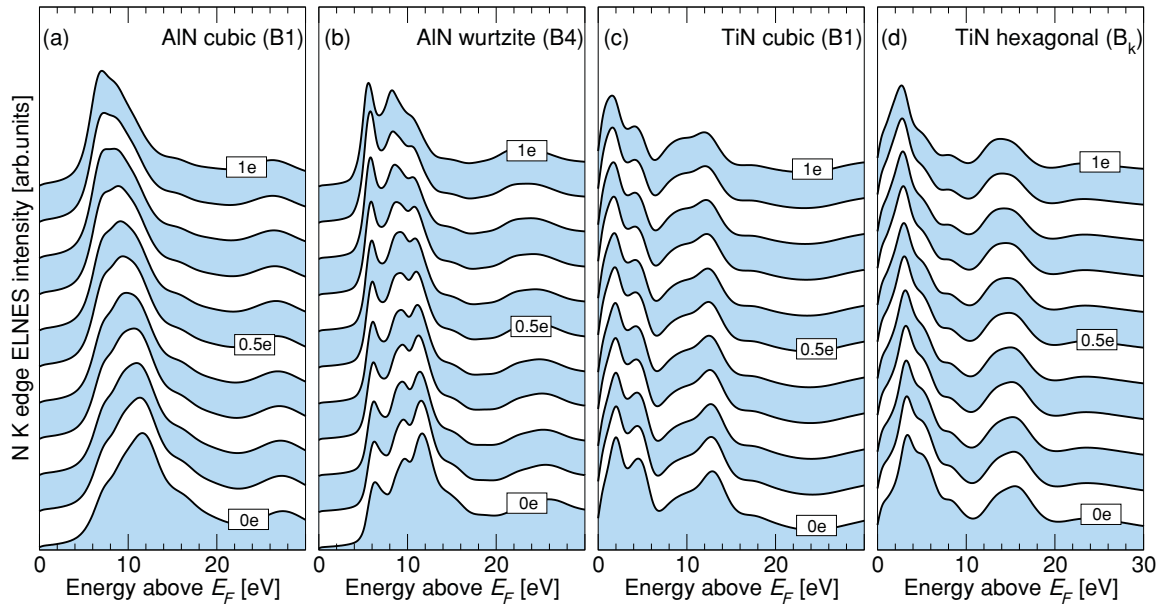 (a) AlN cubic (B1)
(b) AlN wurtzite (B4)
(c) TiN cubic (B1)
(d) TiN hexagonal (B_k)
N K edge ELNES intensity [arb.units]
1e
1e
1e
1e
0.5e
0.5e
0.5e
0.5e
0e
0e
0e
0e
0 10 20
0 10 20
0 10 20
0 10 20 30
Energy above E_F [eV]
Energy above E_F [eV]
Energy above E_F [eV]
Energy above E_F [eV]